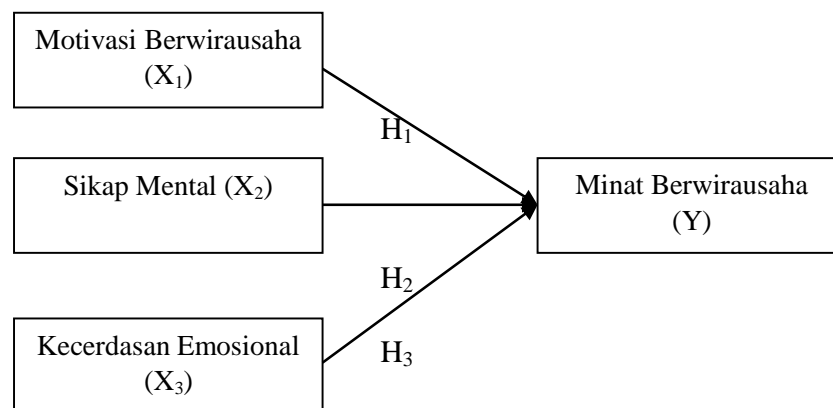 Motivasi Berwirausaha
(X₁)
H₁
Sikap Mental (X₂)
Minat Berwirausaha
(Y)
H₂
Kecerdasan Emosional
(X₃)
H₃